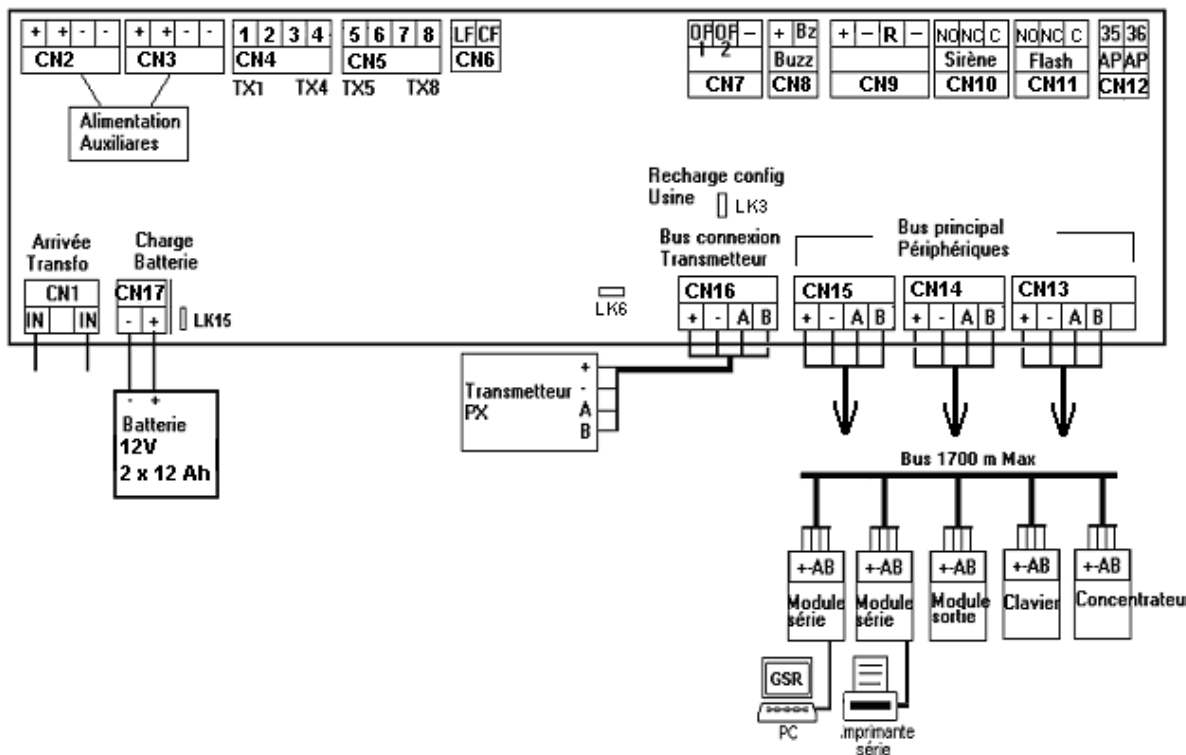 + + - -
CN2
+ + - -
CN3
1 2 3 4
CN4
TX1 TX4
5 6 7 8
CN5
TX5 TX8
LF CF
CN6
OP OP -
1 2
CN7
+ Bz
Buzz
CN8
+ - R -
CN9
NO NC C
Sirène
CN10
NO NC C
Flash
CN11
35 36
AP AP
CN12
Alimentation
Auxiliares
Recharge config
Usine
LK3
Arrivée
Transfo
CN1
IN IN
Charge
Batterie
CN17
- +
LK15
LK6
Bus connexion
Transmetteur
CN16
+ - A B
Bus principal
Périphériques
CN15
+ - A B
CN14
+ - A B
CN13
+ - A B
- +
Batterie
12V
2 x 12 Ah
Transmetteur
PX
+
-
A
B
Bus 1700 m Max
+-AB
Module
série
+-AB
Module
série
+-AB
Module
sortie
+-AB
Clavier
+-AB
Concentrateur
GSR
PC
Imprimante
série